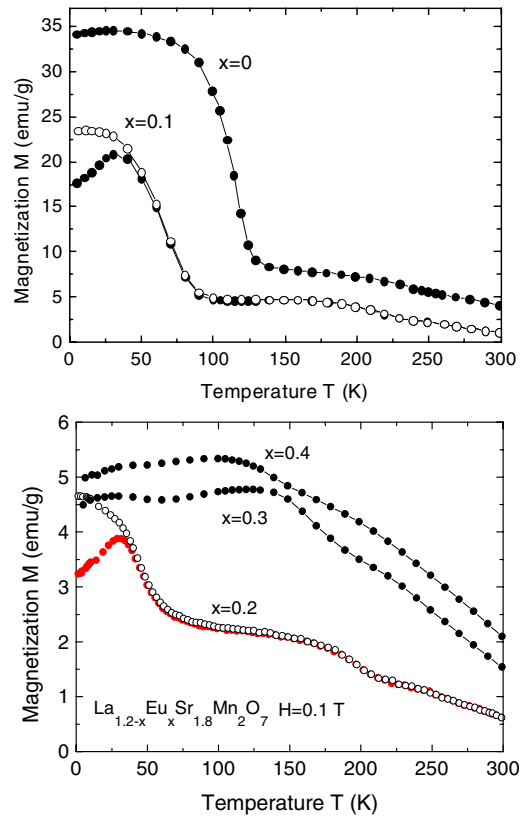 40
35
30
25
20
15
10
5
0
Magnetization M (emu/g)
x=0
x=0.1
0 50 100 150 200 250 300
Temperature T (K)
6
5
4
3
2
1
0
Magnetization M (emu/g)
x=0.4
x=0.3
x=0.2
La1.2-xEuxSr1.8Mn2O7 H=0.1 T
0 50 100 150 200 250 300
Temperature T (K)